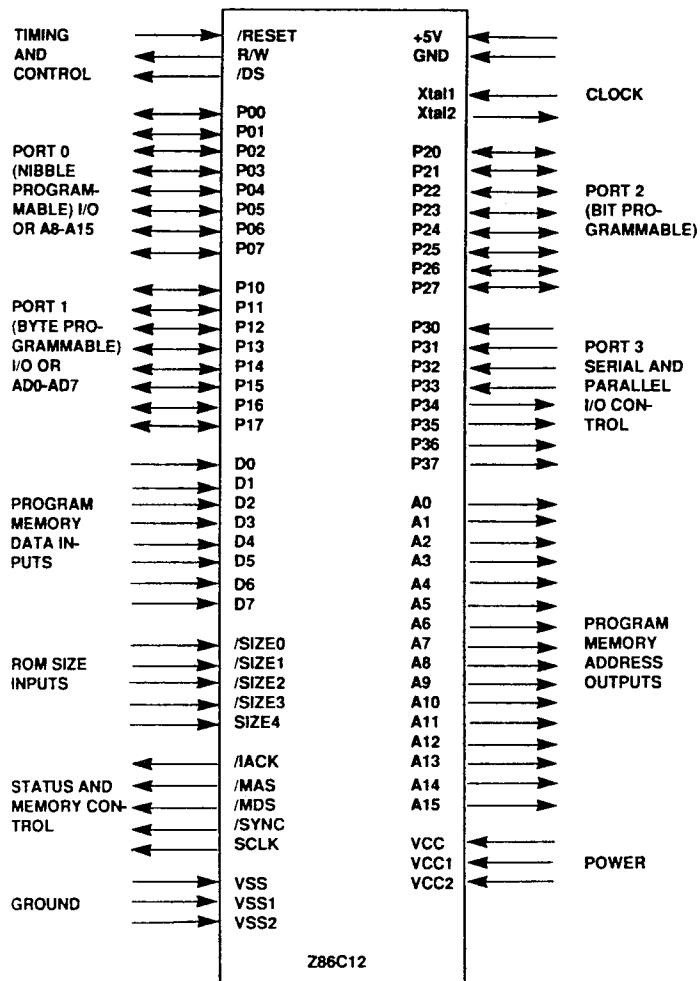 TIMING
AND
CONTROL
/RESET
R/W
/DS
PORT 0
(NIBBLE
PROGRAM-
MABLE) I/O
OR A8-A15
P00
P01
P02
P03
P04
P05
P06
P07
PORT 1
(BYTE PRO-
GRAMMABLE)
I/O OR
AD0-AD7
P10
P11
P12
P13
P14
P15
P16
P17
PROGRAM
MEMORY
DATA IN-
PUTS
D0
D1
D2
D3
D4
D5
D6
D7
ROM SIZE
INPUTS
/SIZE0
/SIZE1
/SIZE2
/SIZE3
SIZE4
STATUS AND
MEMORY CON-
TROL
/IACK
/MAS
/MDS
/SYNC
SCLK
GROUND
VSS
VSS1
VSS2
+5V
GND
Xtal1
Xtal2
CLOCK
P20
P21
P22
P23
P24
P25
P26
P27
PORT 2
(BIT PRO-
GRAMMABLE)
P30
P31
P32
P33
P34
P35
P36
P37
PORT 3
SERIAL AND
PARALLEL
I/O CON-
TROL
A0
A1
A2
A3
A4
A5
A6
A7
A8
A9
A10
A11
A12
A13
A14
A15
PROGRAM
MEMORY
ADDRESS
OUTPUTS
VCC
VCC1
VCC2
POWER
Z86C12